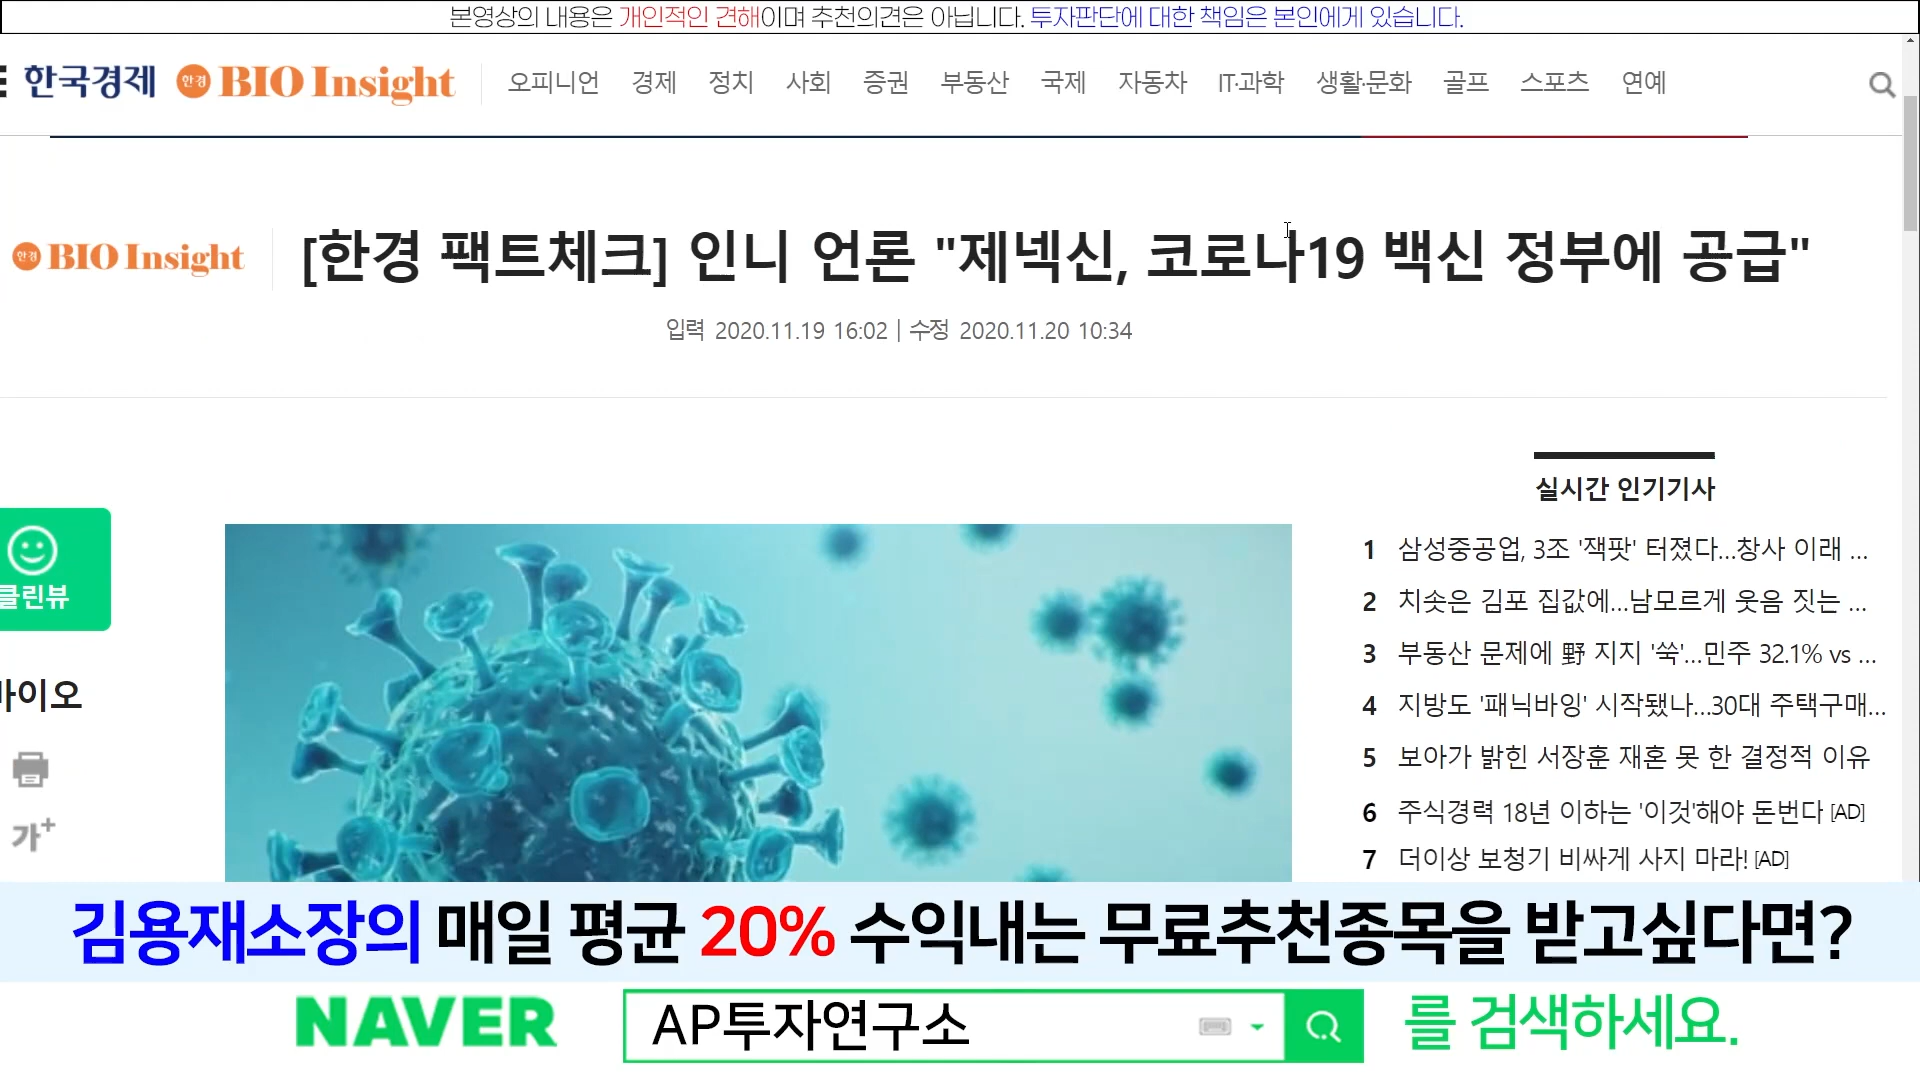 본영상의 내용은 개인적인 견해이며 추천의견은 아닙니다. 투자판단에 대한 책임은 본인에게 있습니다.
한국경제 한경 BIO Insight 오피니언 경제 정치 사회 증권 부동산 국제 자동차 IT·과학 생활·문화 골프 스포츠 연예
한경 BIO Insight [한경 팩트체크] 인니 언론 "제넥신, 코로나19 백신 정부에 공급"
입력 2020.11.19 16:02 | 수정 2020.11.20 10:34
실시간 인기기사
클린뷰
바이오
가+
1 삼성중공업, 3조 '잭팟' 터졌다...창사 이래 ...
2 치솟은 김포 집값에...남모르게 웃음 짓는 ...
3 부동산 문제에 野 지지 '쑥'...민주 32.1% vs ...
4 지방도 '패닉바잉' 시작됐나...30대 주택구매...
5 보아가 밝힌 서장훈 재혼 못 한 결정적 이유
6 주식경력 18년 이하는 '이것'해야 돈번다 [AD]
7 더이상 보청기 비싸게 사지 마라! [AD]
김용재소장의 매일 평균 20% 수익내는 무료추천종목을 받고싶다면?
NAVER AP투자연구소 를 검색하세요.